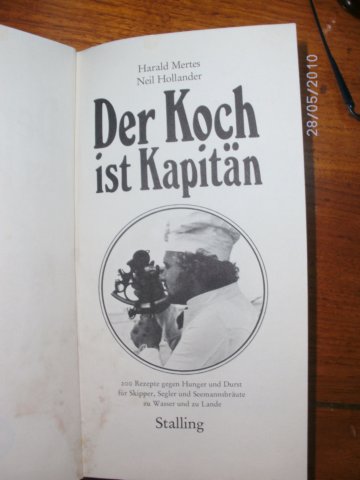 Harald Mertes
Neil Hollander
Der Koch
ist Kapitän
200 Rezepte gegen Hunger und Durst
für Skipper, Segler und Seemannsbräute
zu Wasser und zu Lande
Stalling
28/05/2010